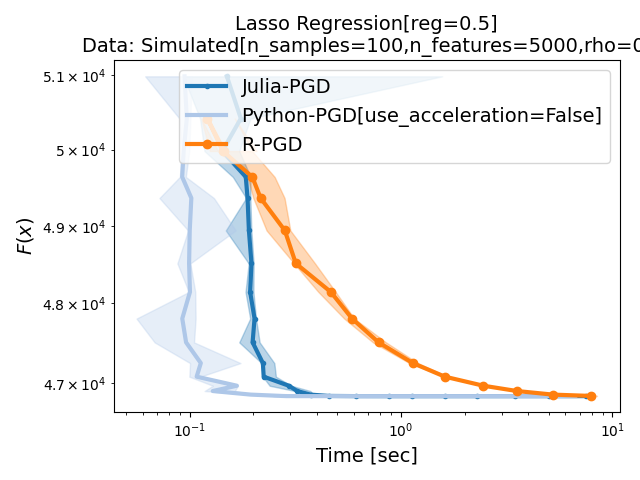 Lasso Regression[reg=0.5]
Data: Simulated[n_samples=100,n_features=5000,rho=0
Julia-PGD
Python-PGD[use_acceleration=False]
R-PGD
5.1 × 10⁴
5 × 10⁴
4.9 × 10⁴
4.8 × 10⁴
4.7 × 10⁴
F(x)
10⁻¹
10⁰
10¹
Time [sec]